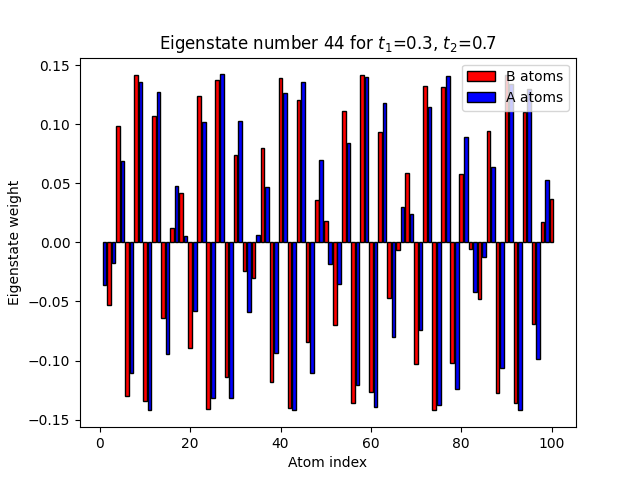 Eigenstate number 44 for t₁=0.3, t₂=0.7
B atoms
A atoms
Eigenstate weight
0.15
0.10
0.05
0.00
−0.05
−0.10
−0.15
0
20
40
60
80
100
Atom index